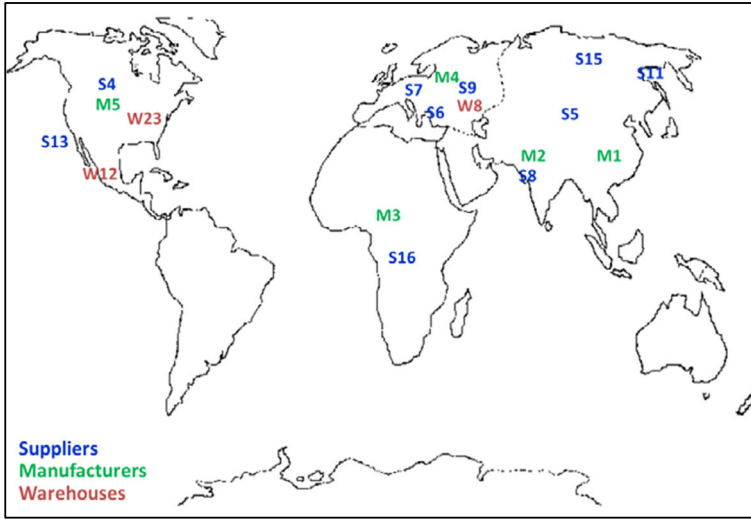 S4
M5
W23
S13
W12
M4
S7
S9
W8
S6
S15
S11
S5
M2
M1
S8
M3
S16
Suppliers
Manufacturers
Warehouses